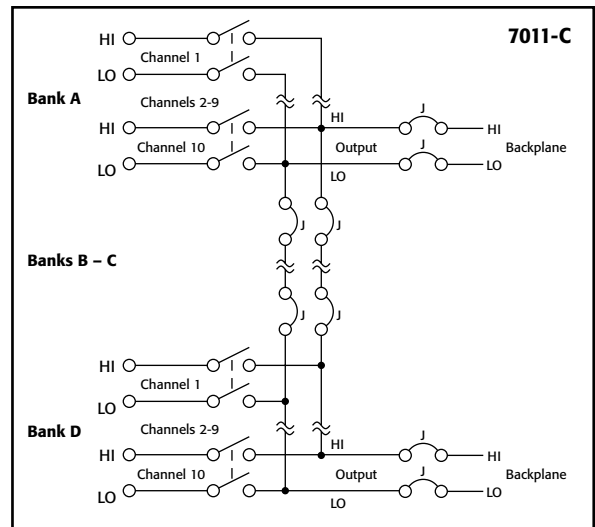 7011-C
HI
Channel 1
LO
Bank A
Channels 2-9
HI
HI
J
HI
Channel 10
Output
Backplane
LO
LO
J
LO
J
J
Banks B – C
J
J
HI
Channel 1
LO
Bank D
Channels 2-9
HI
HI
J
HI
Channel 10
Output
Backplane
LO
LO
J
LO